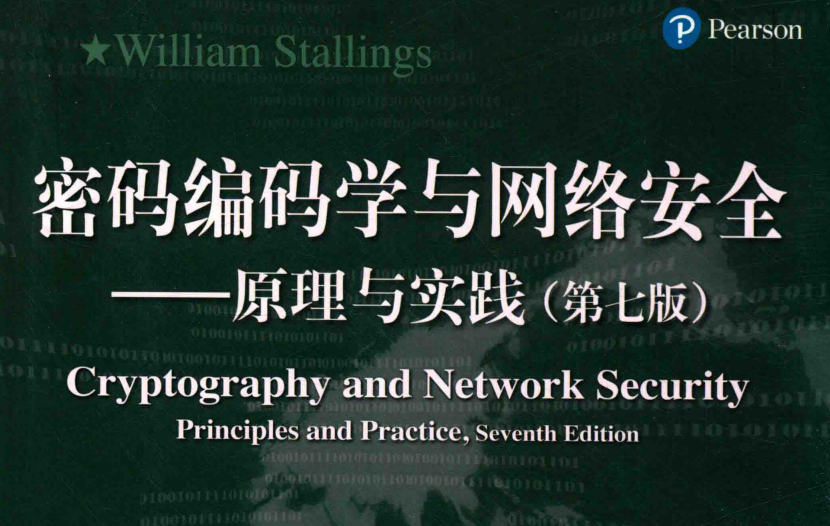 Pearson
★William Stallings
密码编码学与网络安全
——原理与实践（第七版）
Cryptography and Network Security
Principles and Practice, Seventh Edition